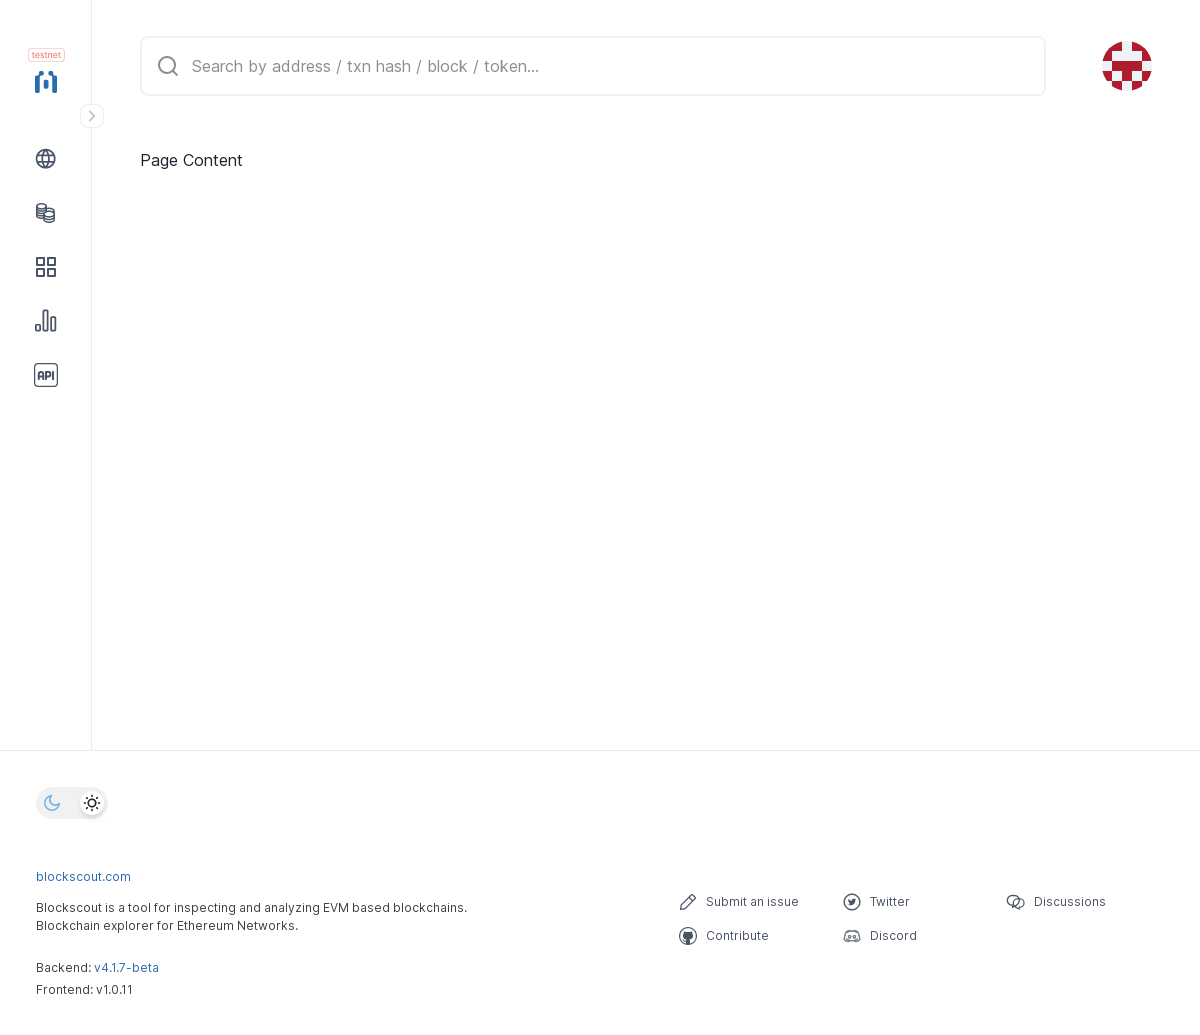 testnet
Search by address / txn hash / block / token...
Page Content
API
blockscout.com
Blockscout is a tool for inspecting and analyzing EVM based blockchains.
Blockchain explorer for Ethereum Networks.
Backend: v4.1.7-beta
Frontend: v1.0.11
Submit an issue
Twitter
Discussions
Contribute
Discord